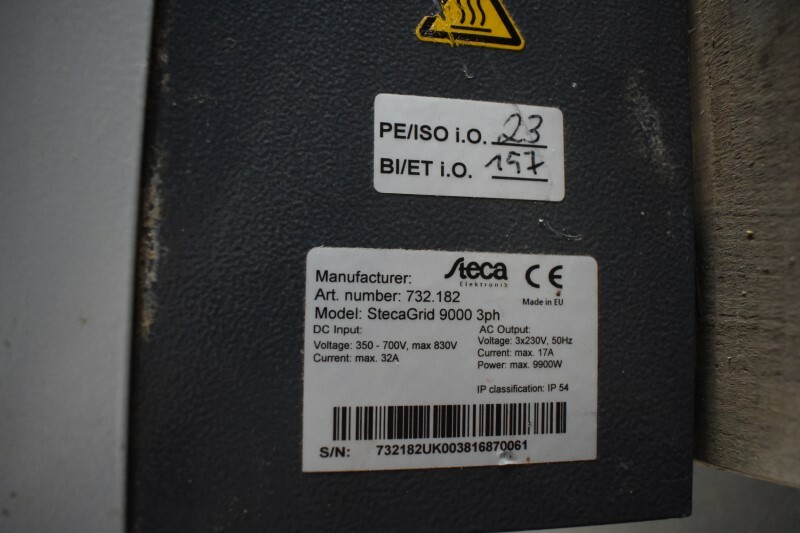 PE/ISO i.O. 23
BI/ET i.O. 157
Manufacturer: Steca
Elektronik
CE
Made in EU
Art. number: 732.182
Model: StecaGrid 9000 3ph
DC Input:
Voltage: 350 - 700V, max 830V
Current: max. 32A
AC Output:
Voltage: 3x230V, 50Hz
Current: max. 17A
Power: max. 9900W
IP classification: IP 54
S/N: 732182UK003816870061